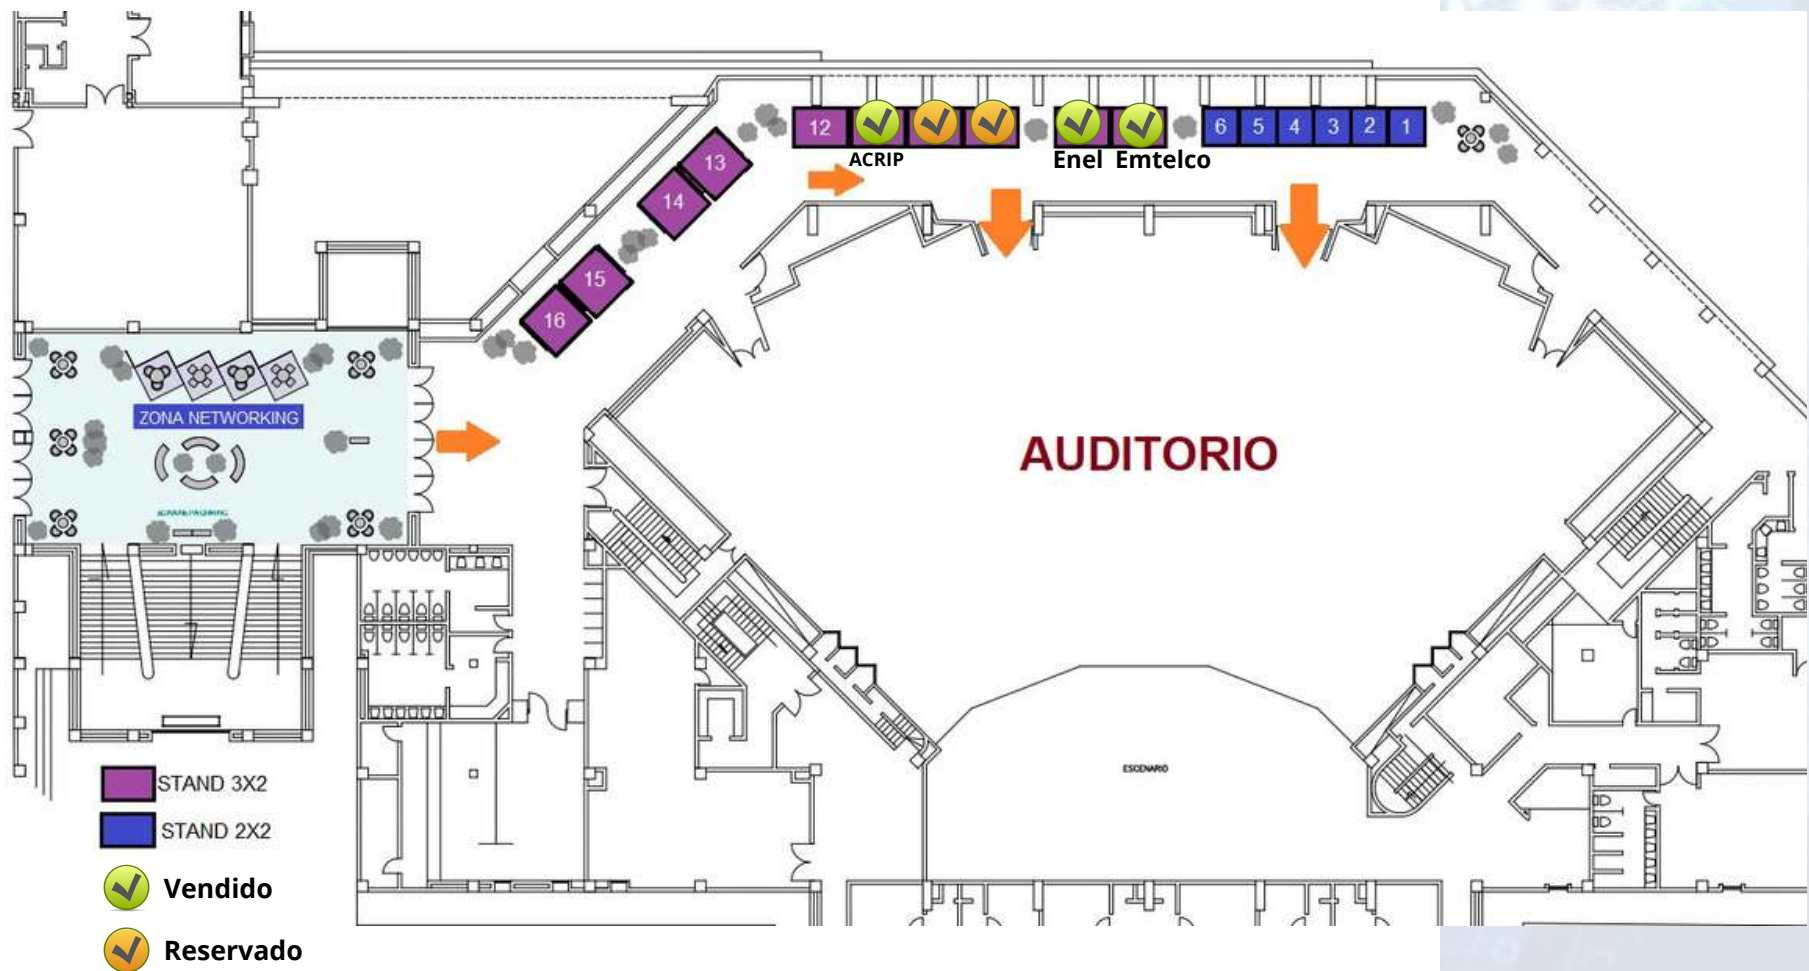 12
6 5 4 3 2 1
ACRIP
Enel Emtelco
13
14
15
16
ZONA NETWORKING
AUDITORIO
ESCENARIO
STAND 3X2
STAND 2X2
Vendido
Reservado